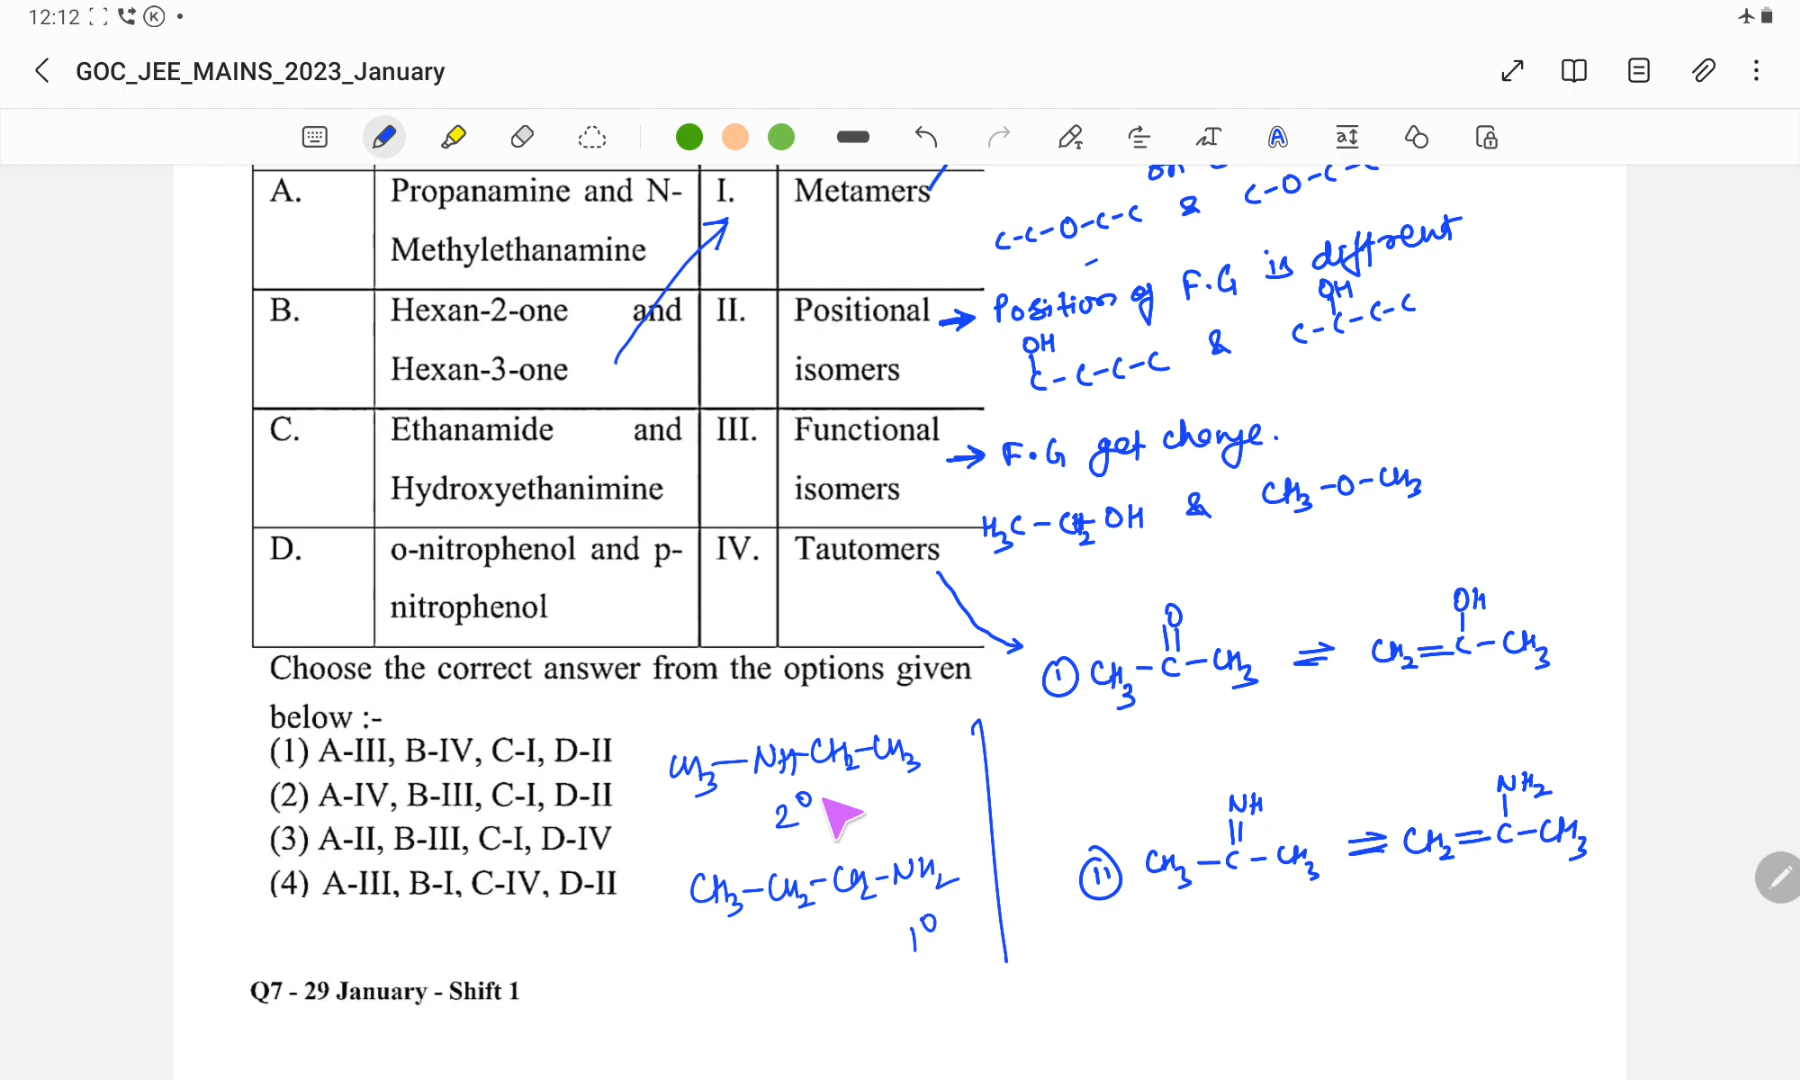 12:12
GOC_JEE_MAINS_2023_January
A. Propanamine and N- I. Metamers
Methylethanamine
C-C-O-C-C & C-O-C-C
B. Hexan-2-one and II. Positional
Hexan-3-one isomers
Position of F.G is diffrent
OH
C-C-C-C & C-C-C-C
OH
C. Ethanamide and III. Functional
Hydroxyethanimine isomers
F.G get change.
H3C-CH2-OH & CH3-O-CH3
D. o-nitrophenol and p- IV. Tautomers
nitrophenol
Choose the correct answer from the options given
below :-
(1) A-III, B-IV, C-I, D-II
(2) A-IV, B-III, C-I, D-II
(3) A-II, B-III, C-I, D-IV
(4) A-III, B-I, C-IV, D-II
CH3-NH-CH2-CH3
2°
CH3-CH2-CH2-NH2
1°
O OH
(I) CH3-C-CH3 ⇌ CH2=C-CH3
NH NH2
(II) CH3-C-CH3 ⇌ CH2=C-CH3
Q7 - 29 January - Shift 1